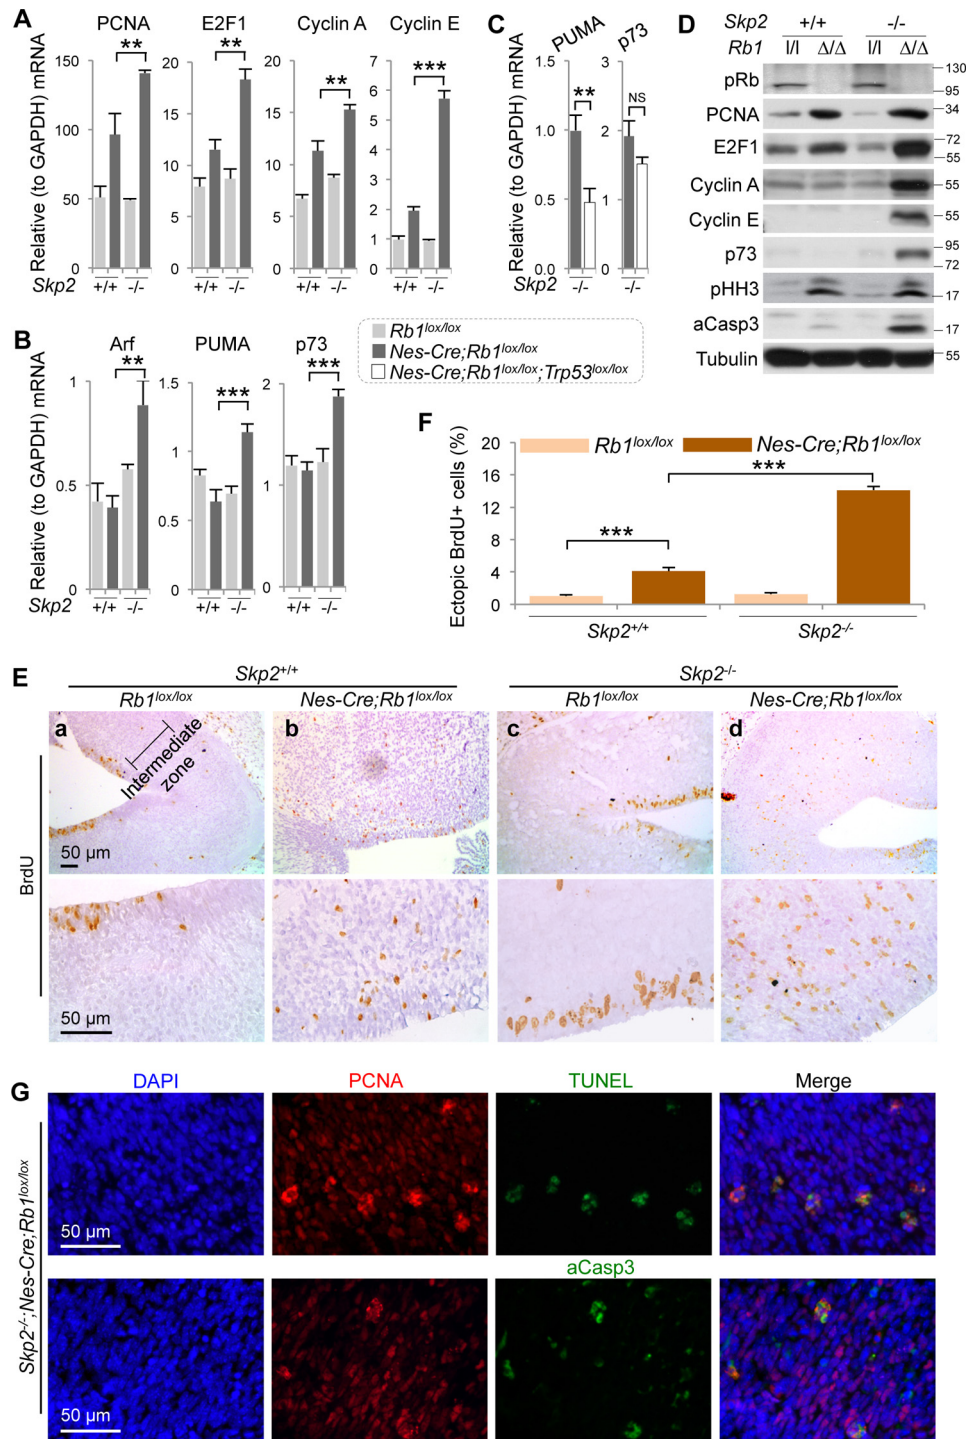 A
PCNA
E2F1
Cyclin A
Cyclin E
Relative (to GAPDH) mRNA
150
100
50
0
**
20
15
10
5
0
**
20
15
10
5
0
**
7
6
5
4
3
2
1
0
***
Skp2
+/+ -/-
+/+ -/-
+/+ -/-
+/+ -/-
C
PUMA
p73
Relative (to GAPDH) mRNA
1.5
1.0
0.5
0.0
**
3
2
1
0
NS
Skp2
-/-
-/-
D
Skp2 +/+ -/-
Rb1 l/l Δ/Δ l/l Δ/Δ
pRb
130
95
PCNA
34
E2F1
72
55
Cyclin A
55
Cyclin E
55
p73
95
72
pHH3
17
aCasp3
17
Tubulin
55
B
Arf
PUMA
p73
Relative (to GAPDH) mRNA
1
0.5
0
**
1.5
1
0.5
0
***
2
1
0
***
Skp2
+/+ -/-
+/+ -/-
+/+ -/-
Rb1lox/lox
Nes-Cre;Rb1lox/lox
Nes-Cre;Rb1lox/lox;Trp53lox/lox
F
Ectopic BrdU+ cells (%)
20
16
12
8
4
0
Rb1lox/lox
Nes-Cre;Rb1lox/lox
***
***
Skp2+/+
Skp2-/-
E
Skp2+/+
Skp2-/-
Rb1lox/lox
Nes-Cre;Rb1lox/lox
Rb1lox/lox
Nes-Cre;Rb1lox/lox
BrdU
a
b
c
d
Intermediate
zone
50 µm
50 µm
G
DAPI
PCNA
TUNEL
Merge
Skp2-/-;Nes-Cre;Rb1lox/lox
50 µm
aCasp3
50 µm